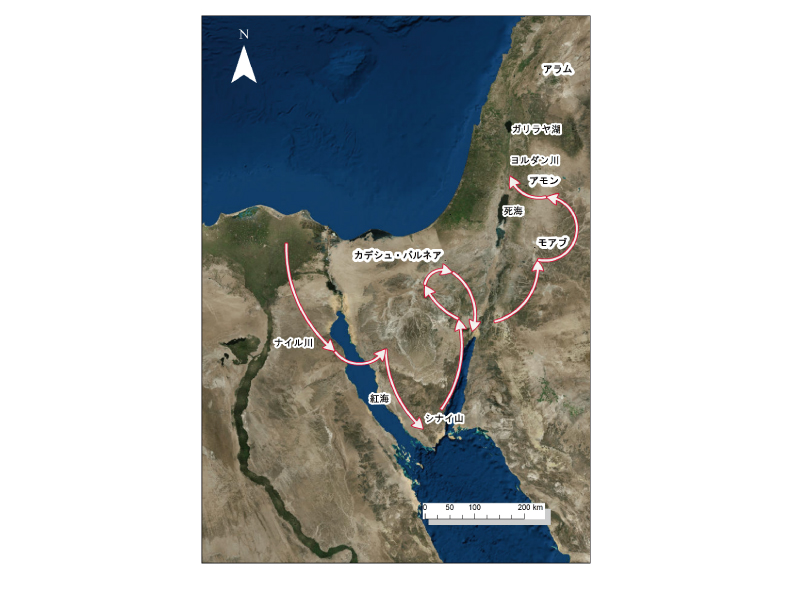 N
アラム
ガリラヤ湖
ヨルダン川
アモン
死海
モアブ
カデシュ・バルネア
ナイル川
紅海
シナイ山
0 50 100 200 km